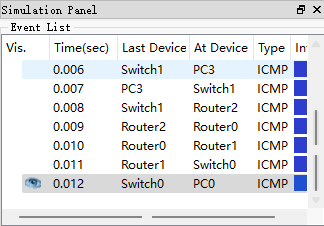 Simulation Panel
Event List
Vis. Time(sec) Last Device At Device Type In
0.006 Switch1 PC3 ICMP
0.007 PC3 Switch1 ICMP
0.008 Switch1 Router2 ICMP
0.009 Router2 Router0 ICMP
0.010 Router0 Router1 ICMP
0.011 Router1 Switch0 ICMP
0.012 Switch0 PC0 ICMP